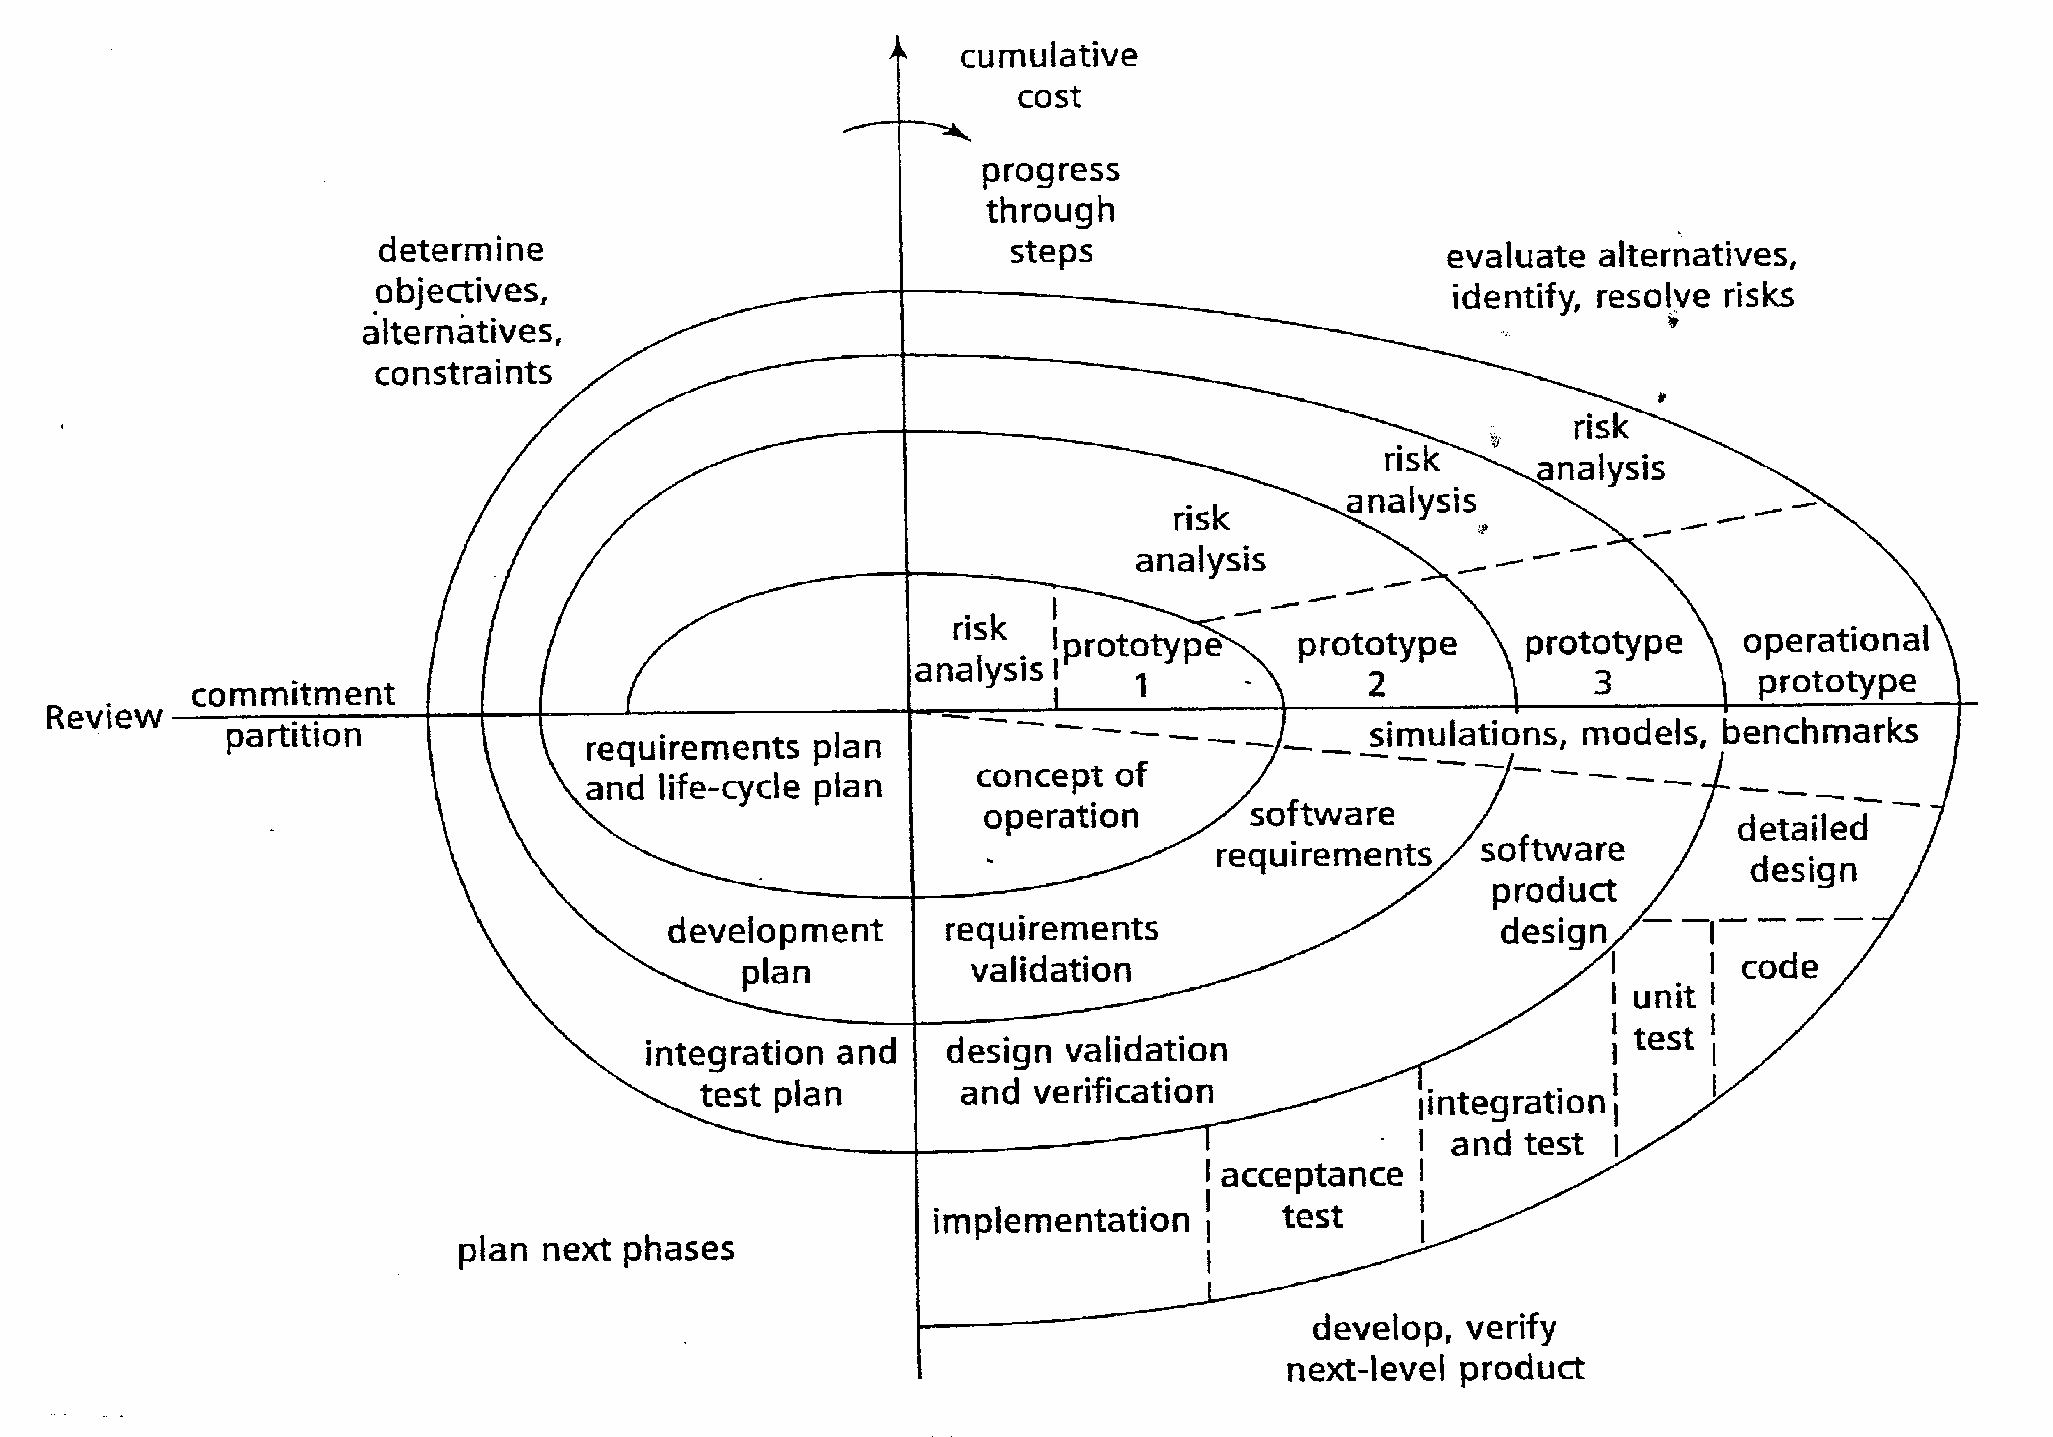 cumulative
cost
progress
through
steps
determine
objectives,
alternatives,
constraints
evaluate alternatives,
identify, resolve risks
risk
analysis
risk
analysis
risk
analysis
risk
analysis
prototype
1
prototype
2
prototype
3
operational
prototype
commitment
Review
partition
simulations, models, benchmarks
requirements plan
and life-cycle plan
concept of
operation
software
requirements
software
product
design
detailed
design
development
plan
requirements
validation
code
unit
test
integration and
test plan
design validation
and verification
integration
and test
acceptance
test
implementation
plan next phases
develop, verify
next-level product